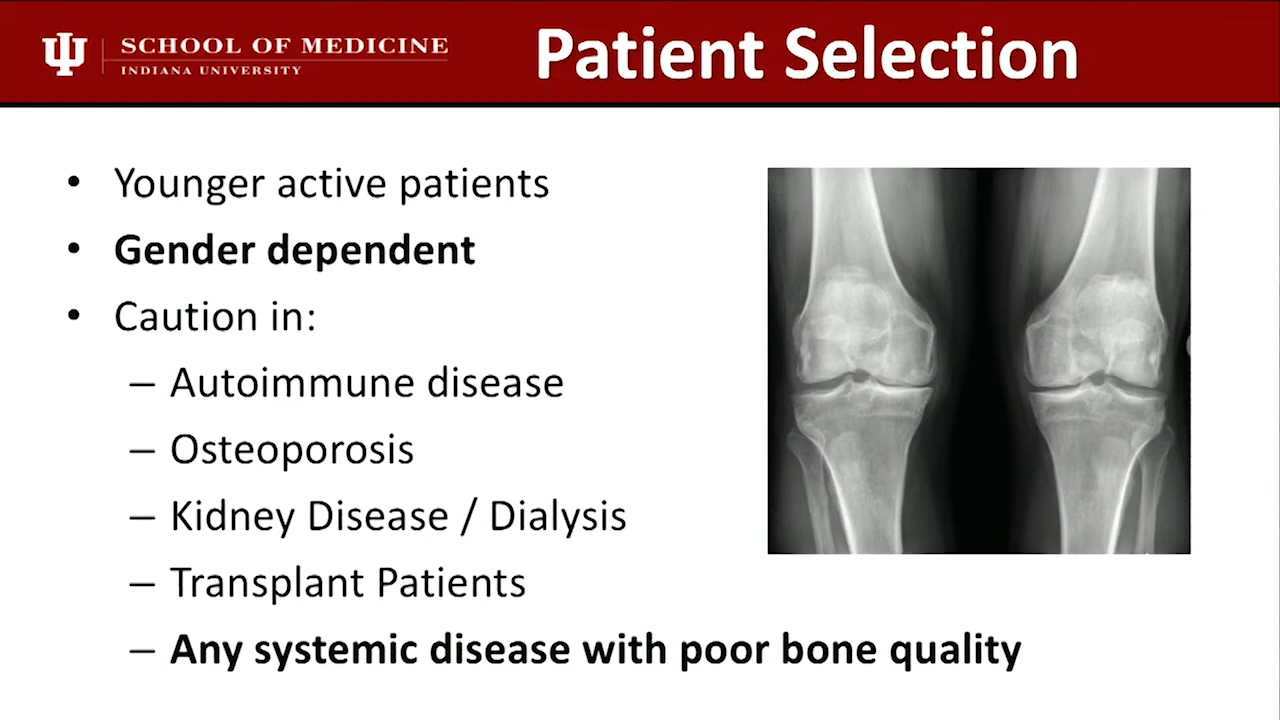 SCHOOL OF MEDICINE
INDIANA UNIVERSITY
Patient Selection
• Younger active patients
• Gender dependent
• Caution in:
– Autoimmune disease
– Osteoporosis
– Kidney Disease / Dialysis
– Transplant Patients
– Any systemic disease with poor bone quality